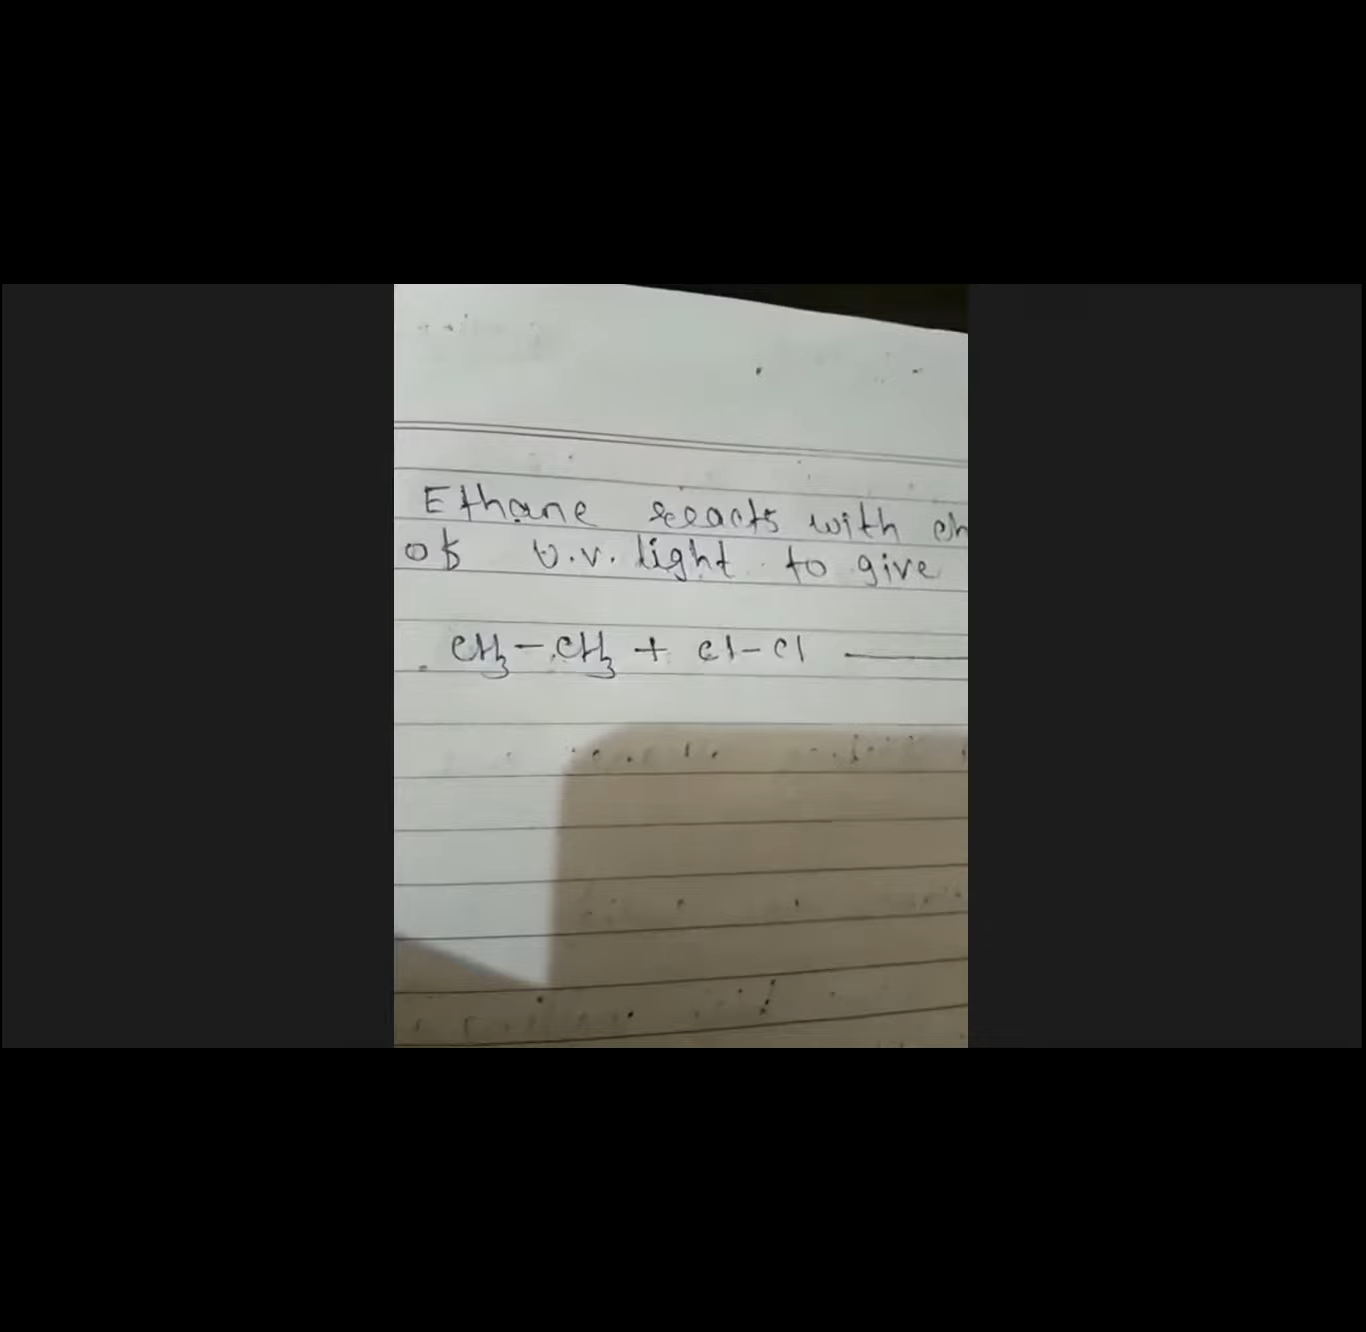 Ethane reacts with ch
of U.V. light to give
CH₃-CH₃ + Cl-Cl —